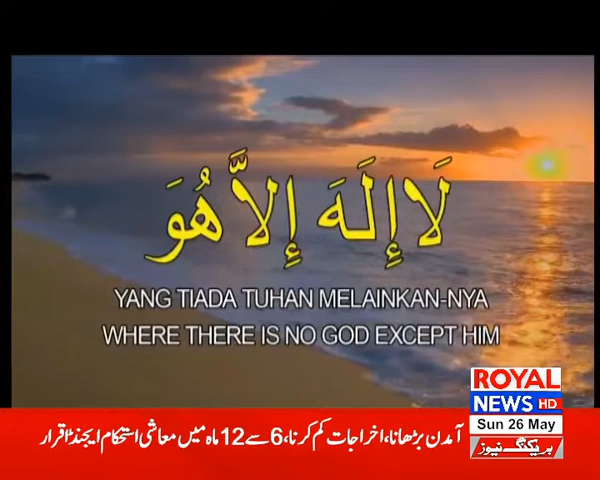 لَا إِلَهَ إِلَّا هُوَ
YANG TIADA TUHAN MELAINKAN-NYA
WHERE THERE IS NO GOD EXCEPT HIM
ROYAL
NEWS HD
Sun 26 May
بریکنگ نیوز
آمدن بڑھانا، اخراجات کم کرنا، 6 سے 12 ماہ میں معاشی استحکام ایجنڈا قرار